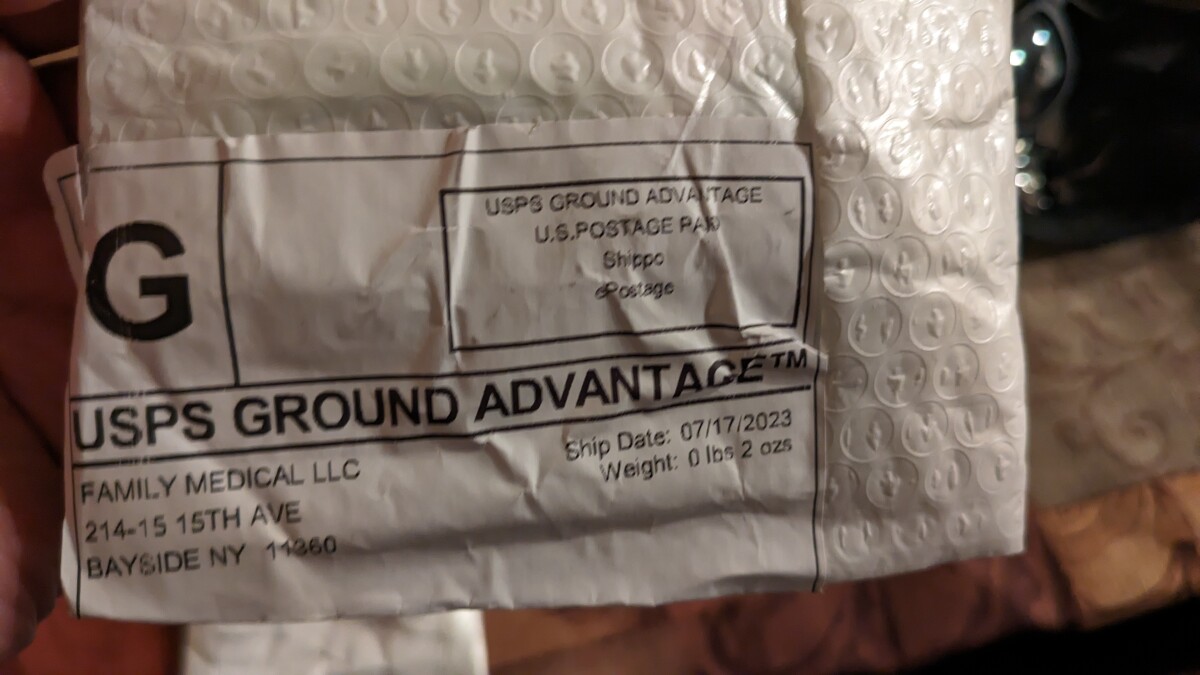 G
USPS GROUND ADVANTAGE
U.S.POSTAGE PAID
Shippo
ePostage
USPS GROUND ADVANTAGE™
Ship Date: 07/17/2023
Weight: 0 lbs 2 ozs
FAMILY MEDICAL LLC
214-15 15TH AVE
BAYSIDE NY 11360